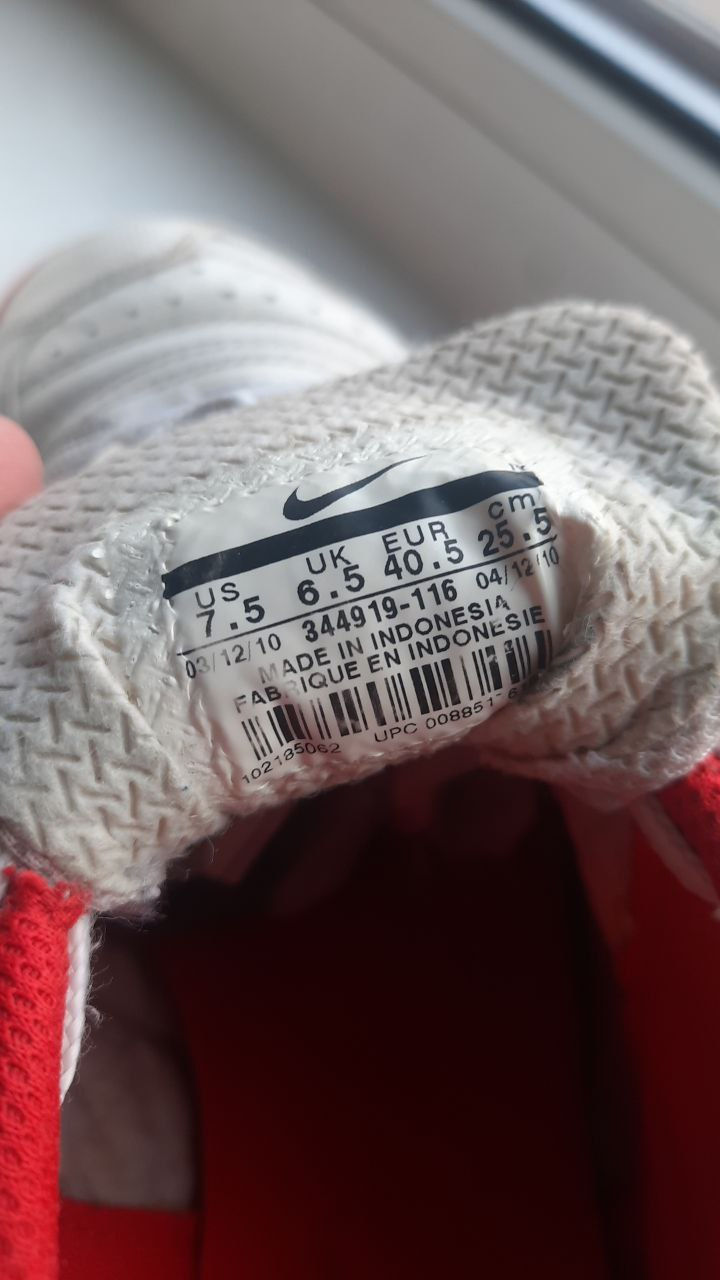 US UK EUR cm
7.5 6.5 40.5 25.5
03/12/10 344919-116 04/12/10
MADE IN INDONESIA
FABRIQUE EN INDONESIE
102185062 UPC 008851